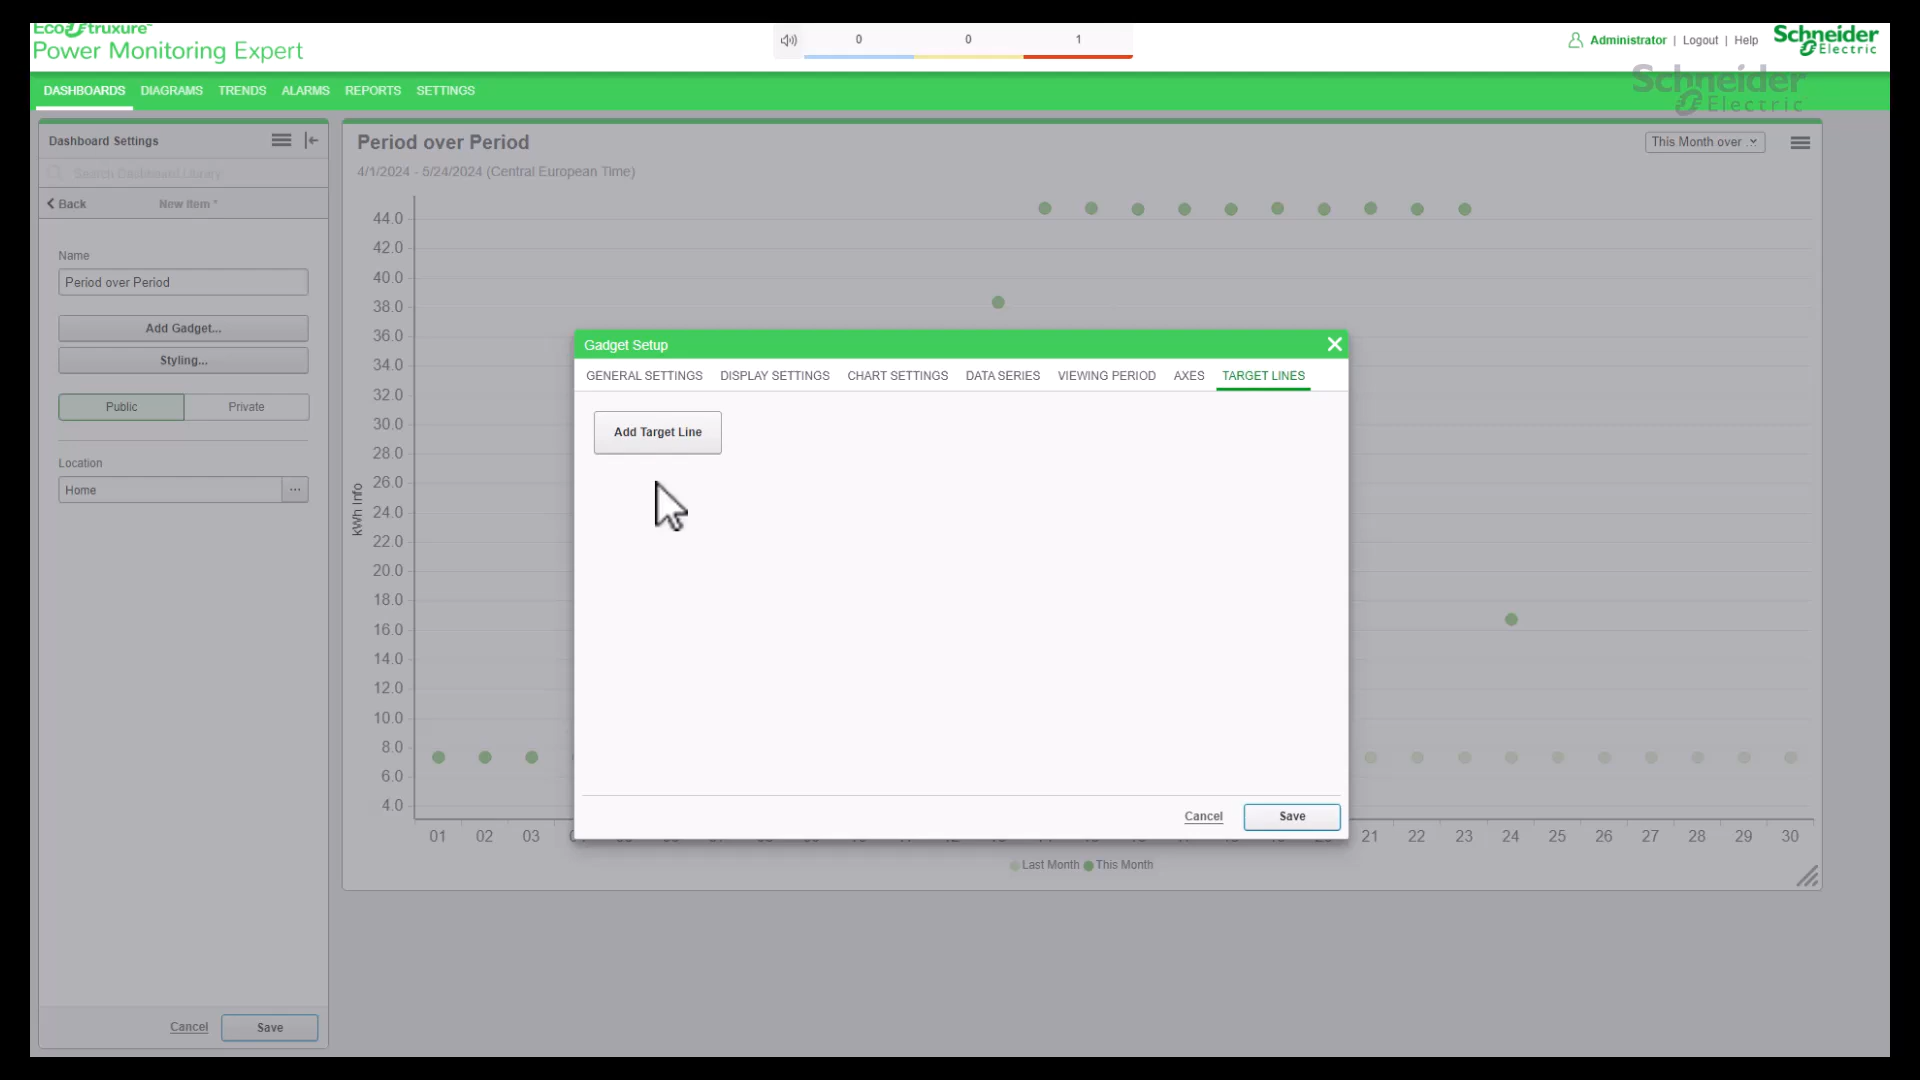 EcoStruxure™
Power Monitoring Expert
0 0 1
Administrator | Logout | Help
Schneider
Electric
DASHBOARDS DIAGRAMS TRENDS ALARMS REPORTS SETTINGS
Schneider
Electric
Dashboard Settings
Search Dashboard Library
Back
New item *
Name
Period over Period
Add Gadget...
Styling...
Public Private
Location
Home ...
Cancel Save
Period over Period
This Month over ...
4/1/2024 - 5/24/2024 (Central European Time)
kWh Info
44.0
42.0
40.0
38.0
36.0
34.0
32.0
30.0
28.0
26.0
24.0
22.0
20.0
18.0
16.0
14.0
12.0
10.0
8.0
6.0
4.0
Gadget Setup
GENERAL SETTINGS DISPLAY SETTINGS CHART SETTINGS DATA SERIES VIEWING PERIOD AXES TARGET LINES
Add Target Line
Cancel Save
01 02 03 21 22 23 24 25 26 27 28 29 30
Last Month This Month